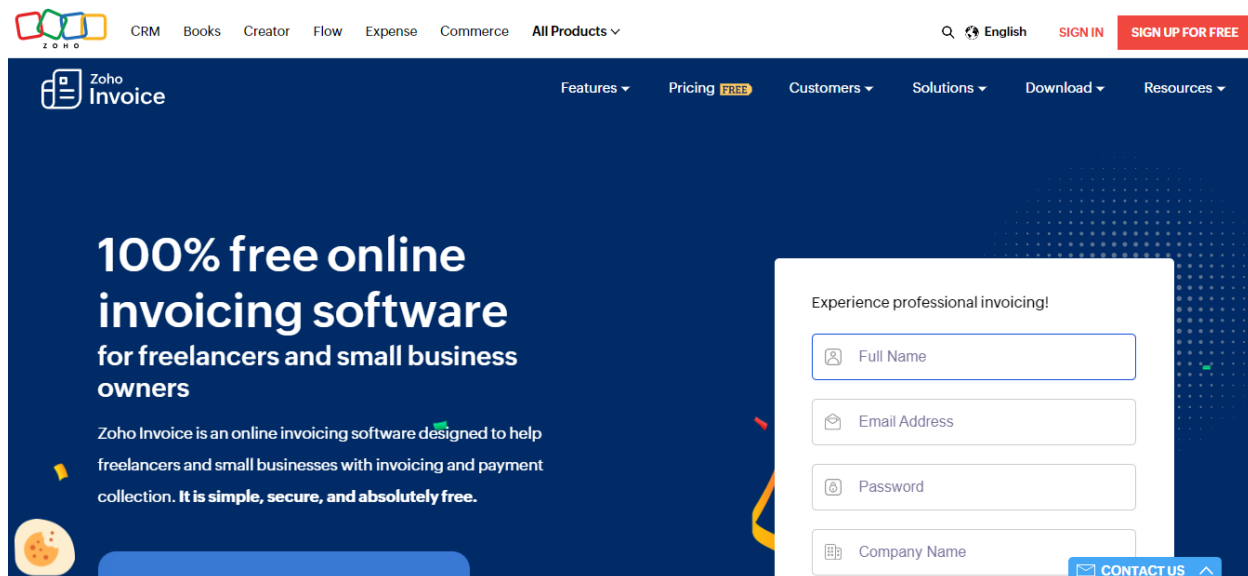 ZOHO
CRM Books Creator Flow Expense Commerce All Products English SIGN IN SIGN UP FOR FREE
Zoho
Invoice
Features Pricing FREE Customers Solutions Download Resources
100% free online
invoicing software
for freelancers and small business
owners
Zoho Invoice is an online invoicing software designed to help
freelancers and small businesses with invoicing and payment
collection. It is simple, secure, and absolutely free.
Experience professional invoicing!
Full Name
Email Address
Password
Company Name
CONTACT US